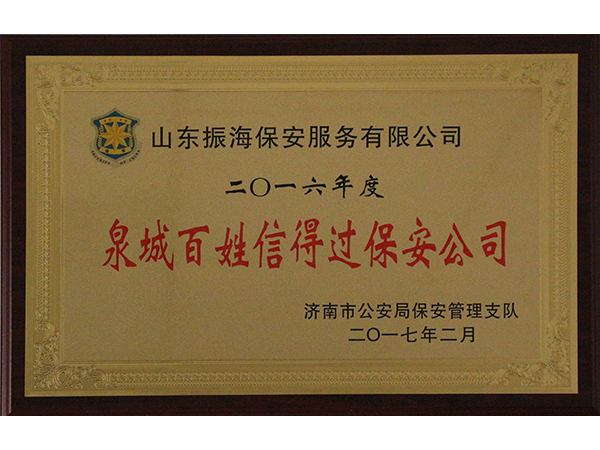 山东振海保安服务有限公司
二〇一六年度
泉城百姓信得过保安公司
济南市公安局保安管理支队
二〇一七年二月